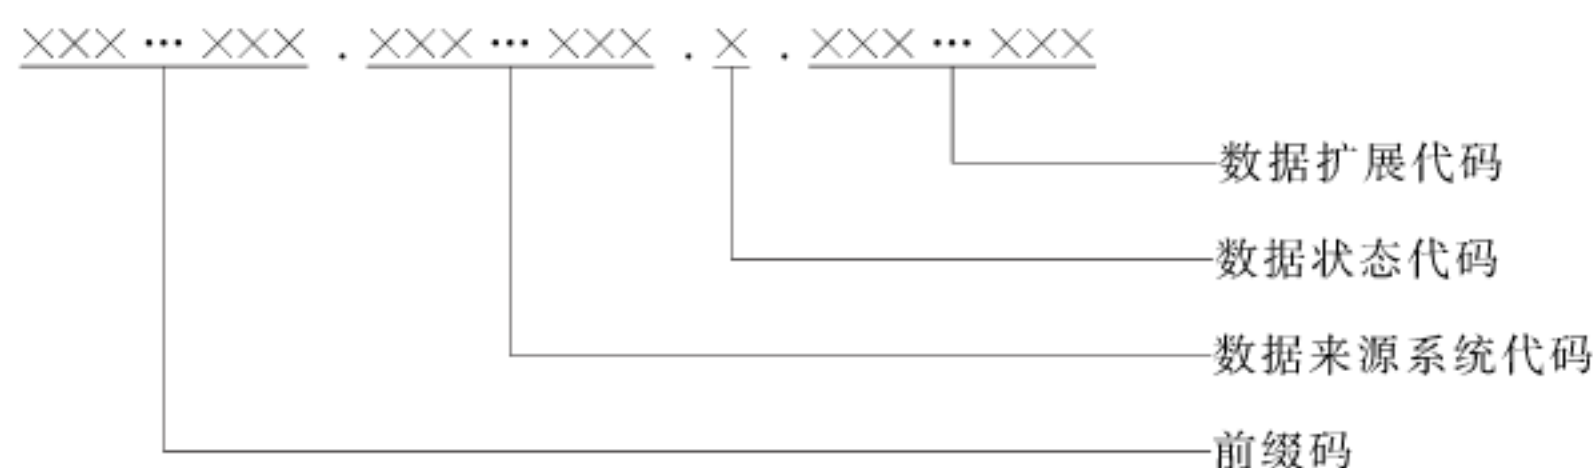 ××× ··· ××× . ××× ··· ××× . × . ××× ··· ×××
数据扩展代码
数据状态代码
数据来源系统代码
前缀码